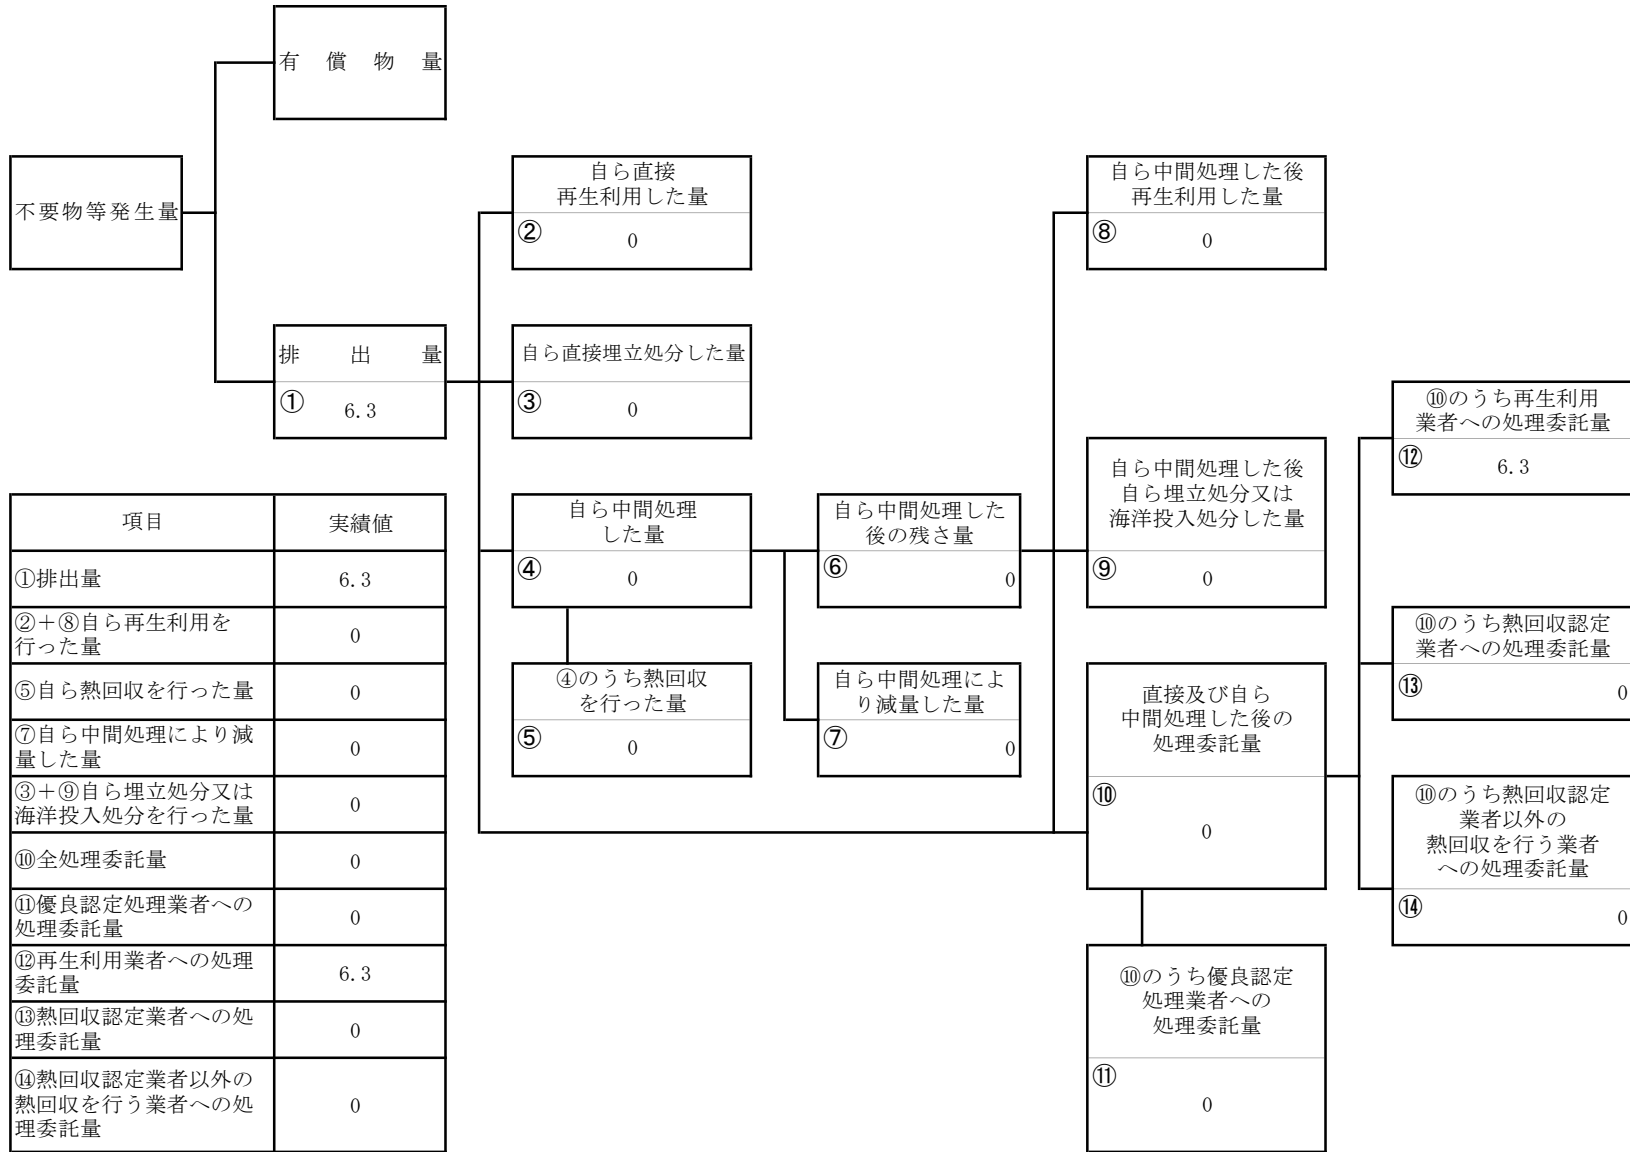 有償物量
不要物等発生量
自ら直接
再生利用した量
②
0
自ら中間処理した後
再生利用した量
⑧
0
排出量
①
6.3
自ら直接埋立処分した量
③
0
⑩のうち再生利用
業者への処理委託量
⑫
6.3
自ら中間処理した後
自ら埋立処分又は
海洋投入処分した量
⑨
0
自ら中間処理
した量
④
0
自ら中間処理した
後の残さ量
⑥
0
④のうち熱回収
を行った量
⑤
0
自ら中間処理によ
り減量した量
⑦
0
直接及び自ら
中間処理した後の
処理委託量
⑩
0
⑩のうち熱回収認定
業者への処理委託量
⑬
0
⑩のうち熱回収認定
業者以外の
熱回収を行う業者
への処理委託量
⑭
0
⑩のうち優良認定
処理業者への
処理委託量
⑪
0
項目 実績値
①排出量 6.3
②＋⑧自ら再生利用を
行った量 0
⑤自ら熱回収を行った量 0
⑦自ら中間処理により減
量した量 0
③＋⑨自ら埋立処分又は
海洋投入処分を行った量 0
⑩全処理委託量 0
⑪優良認定処理業者への
処理委託量 0
⑫再生利用業者への処理
委託量 6.3
⑬熱回収認定業者への処
理委託量 0
⑭熱回収認定業者以外の
熱回収を行う業者への処
理委託量 0